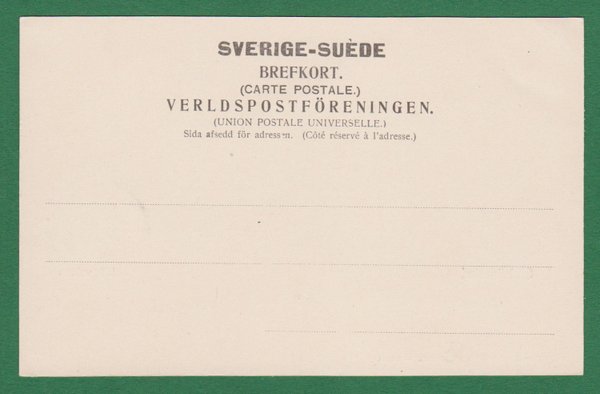 SVERIGE-SUÈDE
BREFKORT.
(CARTE POSTALE.)
VERLDSPOSTFÖRENINGEN.
(UNION POSTALE UNIVERSELLE.)
Sida afsedd för adressen. (Côté réservé à l'adresse.)